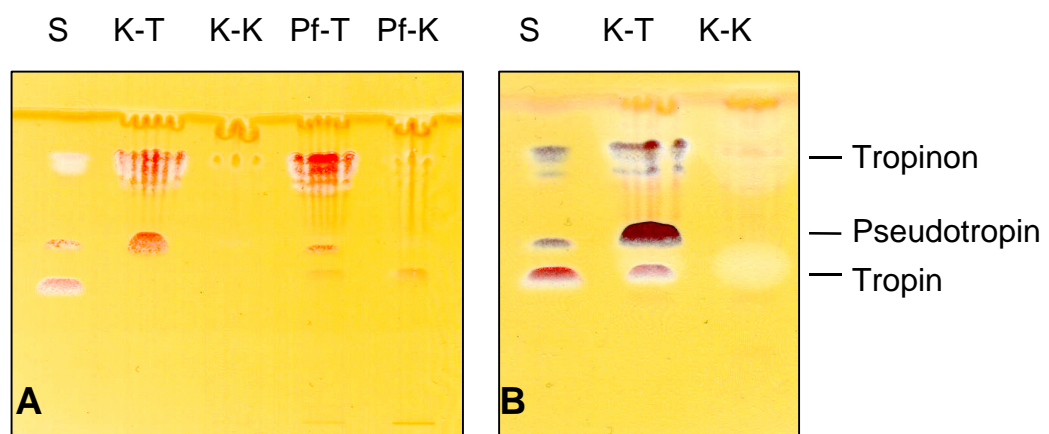 S K-T K-K Pf-T Pf-K S K-T K-K
Tropinon
Pseudotropin
Tropin
A B